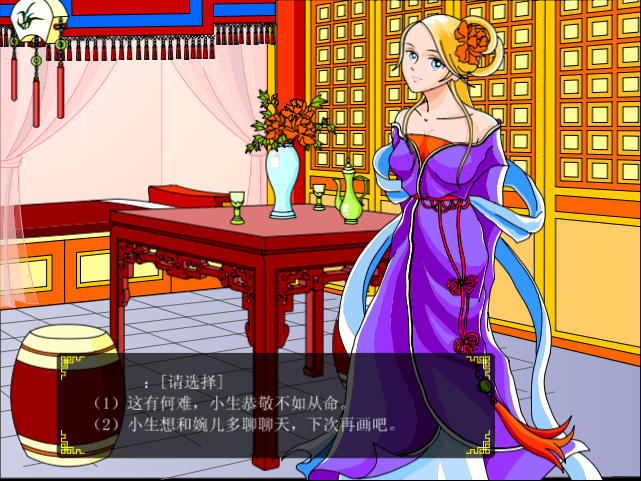 ：[请选择]
（1）这有何难，小生恭敬不如从命。
（2）小生想和婉儿多聊聊天，下次再画吧。